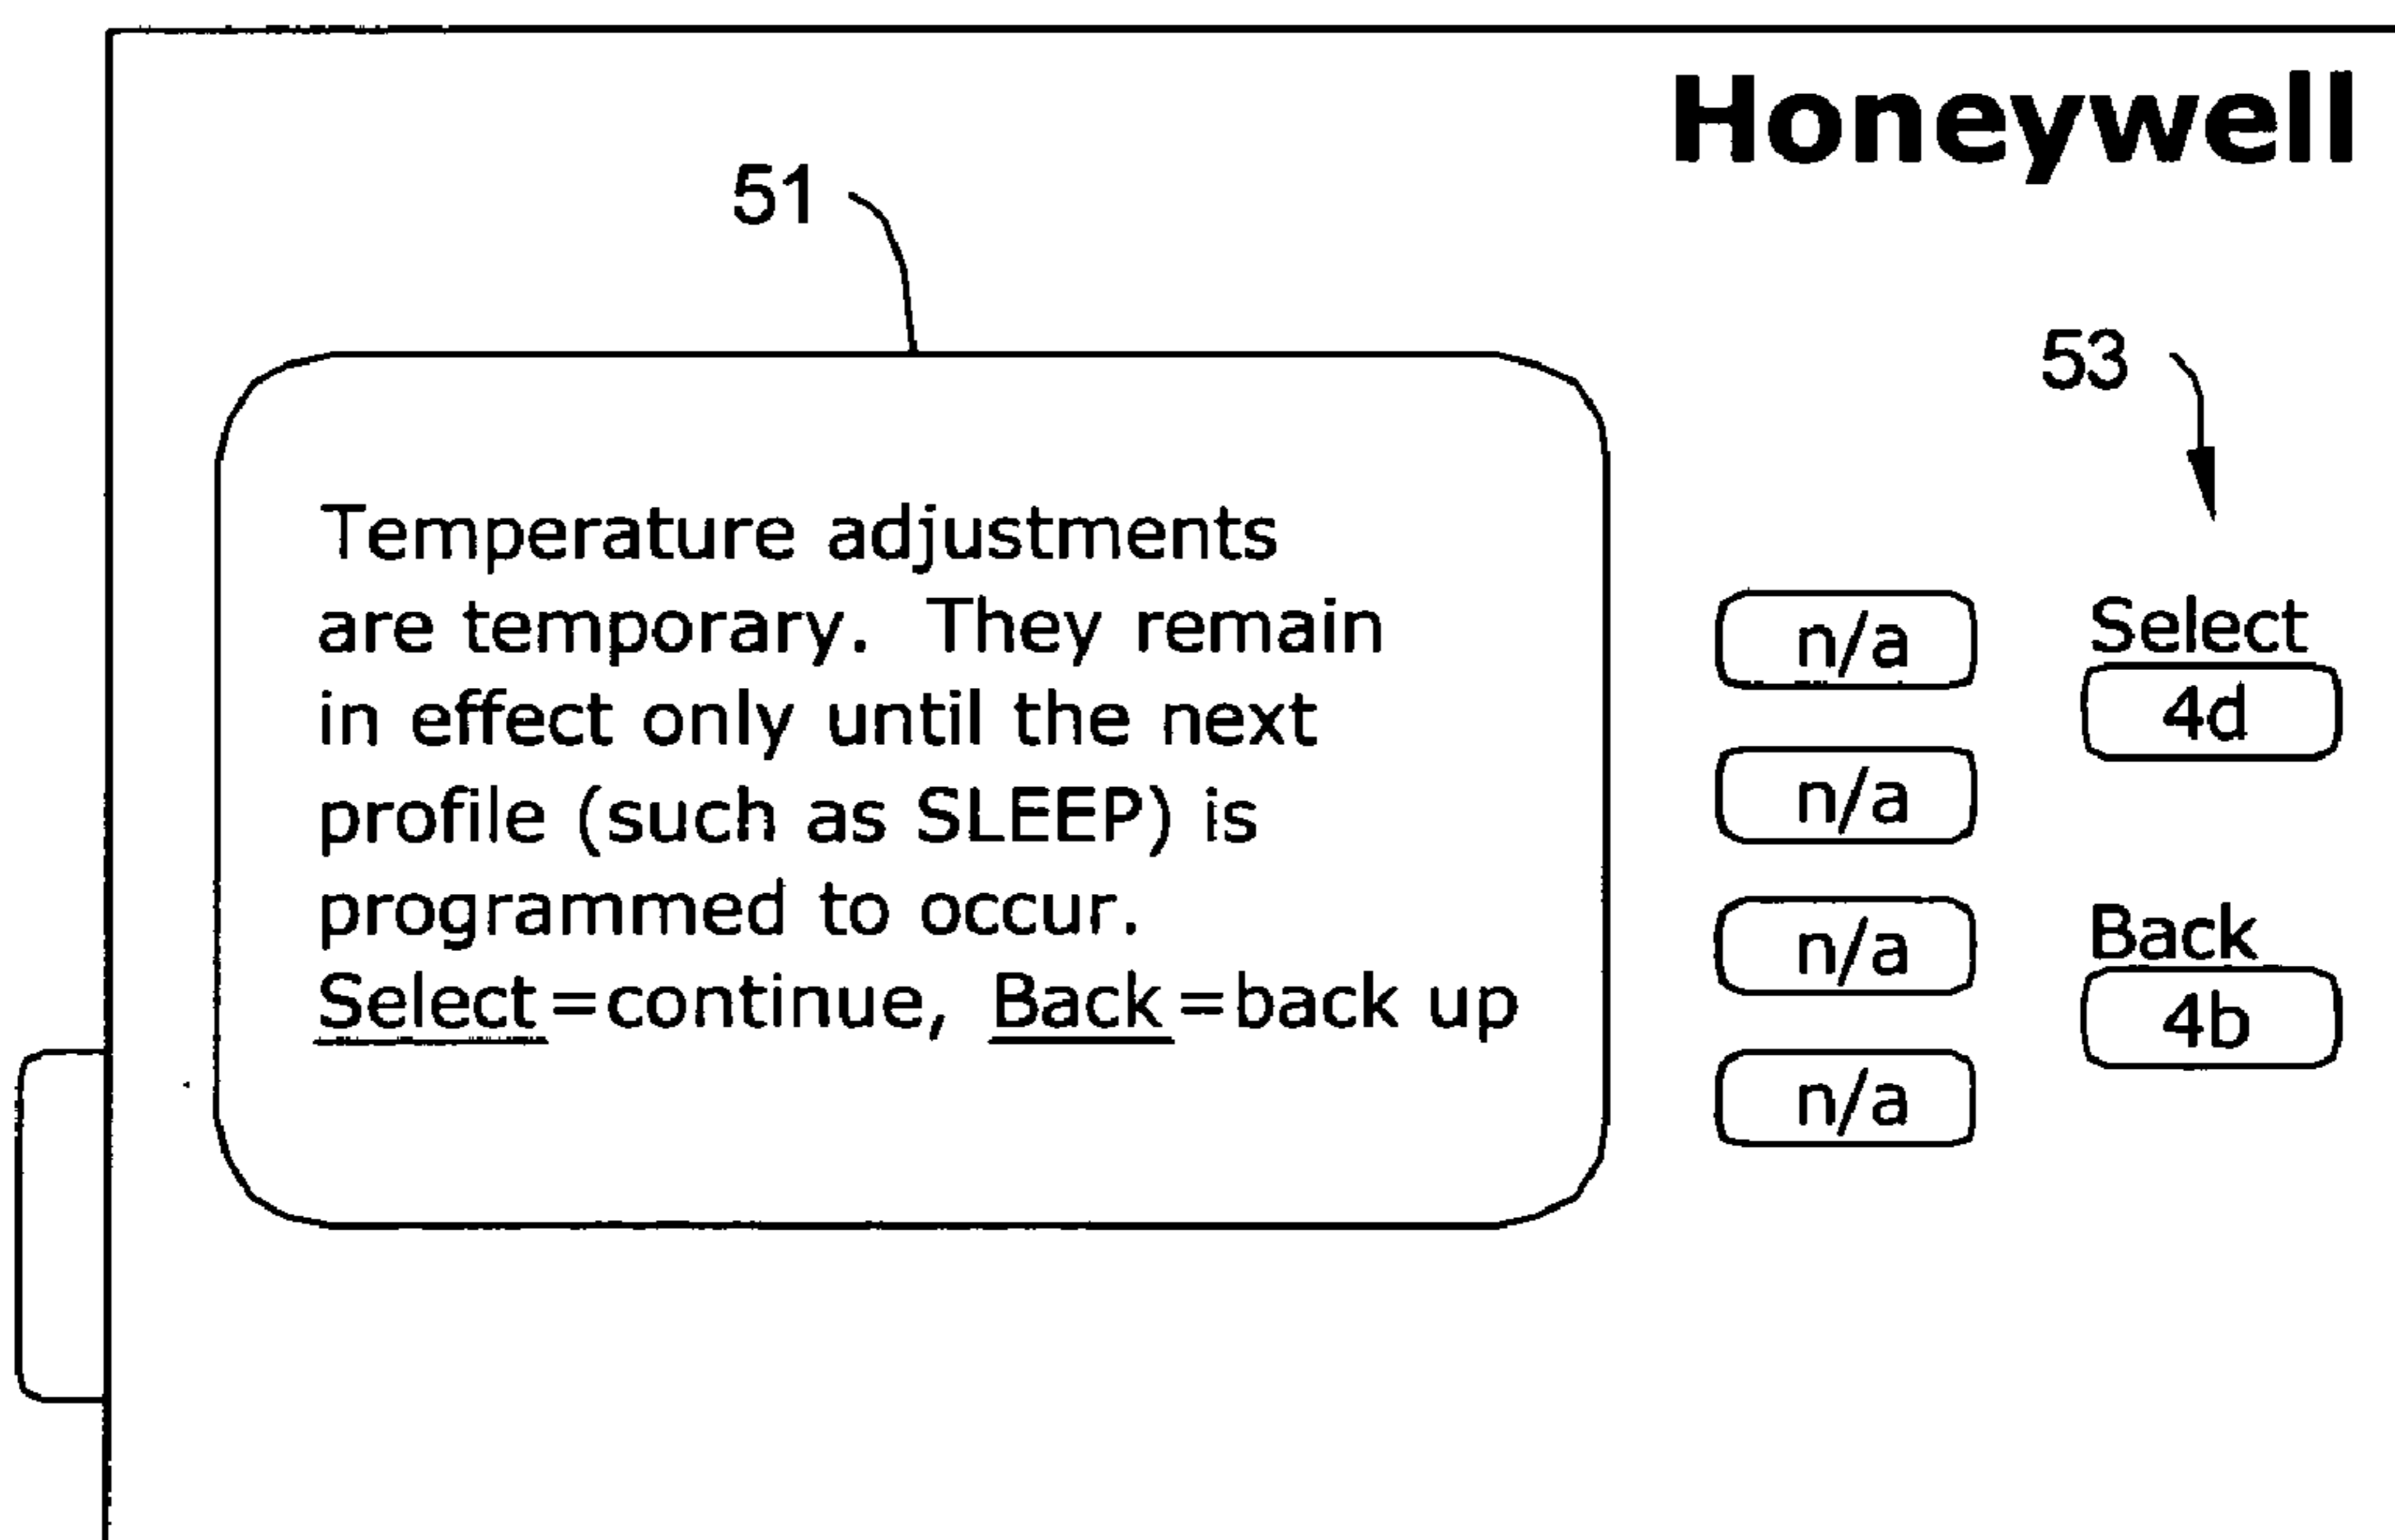 Honeywell
51
53
Temperature adjustments
are temporary. They remain
in effect only until the next
profile (such as SLEEP) is
programmed to occur.
Select=continue, Back=back up
n/a
n/a
n/a
n/a
Select
4d
Back
4b